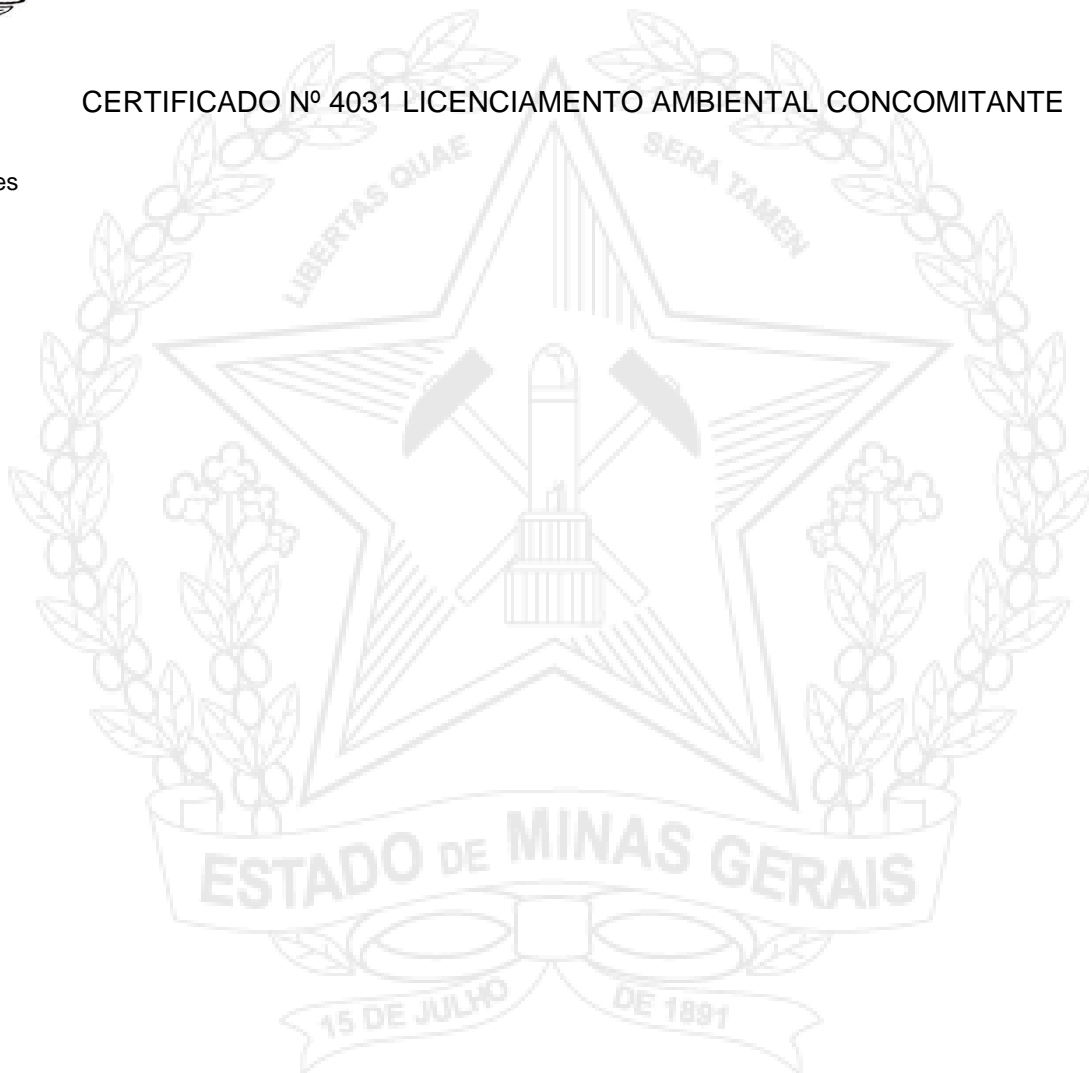 CERTIFICADO Nº 4031 LICENCIAMENTO AMBIENTAL CONCOMITANTE
es
LIBERTAS QUAE SERA TAMEN
ESTADO DE MINAS GERAIS
15 DE JULHO DE 1891